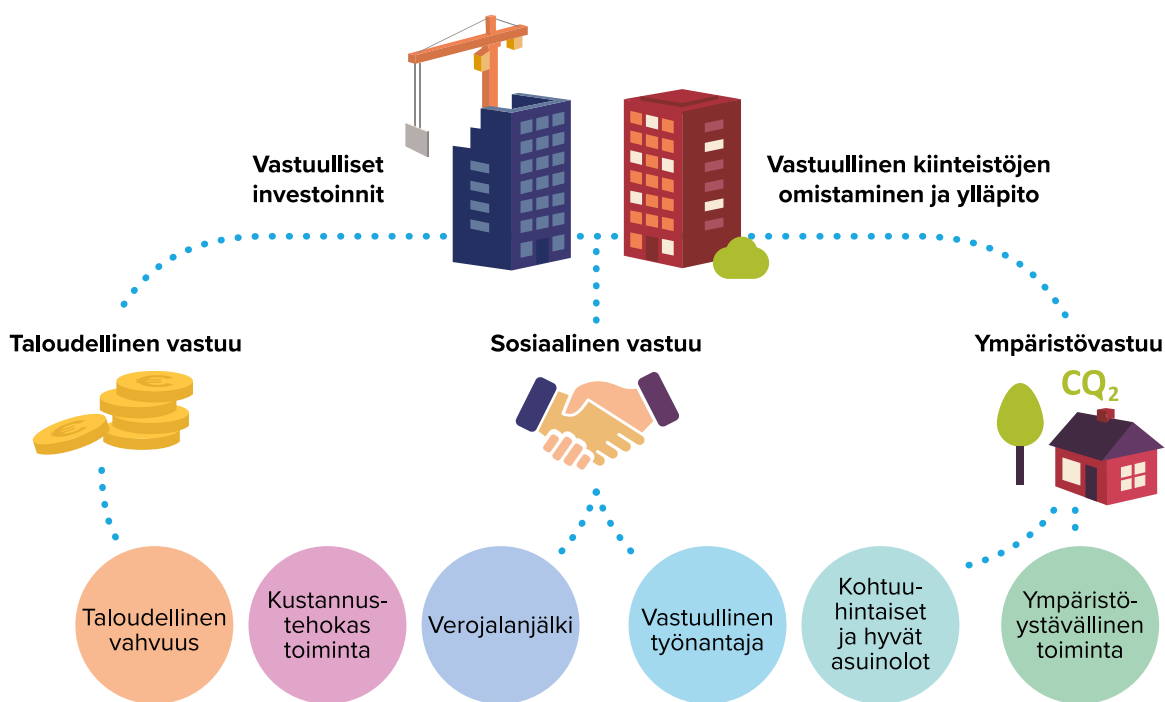 Vastuulliset
investoinnit
Vastuullinen kiinteistöjen
omistaminen ja ylläpito
Taloudellinen vastuu
Sosiaalinen vastuu
Ympäristövastuu
€
€
CQ₂
Taloudellinen
vahvuus
Kustannus-
tehokas
toiminta
Verojalanjälki
Vastuullinen
työnantaja
Kohtuu-
hintaiset
ja hyvät
asuinolot
Ympäristö-
ystävällinen
toiminta